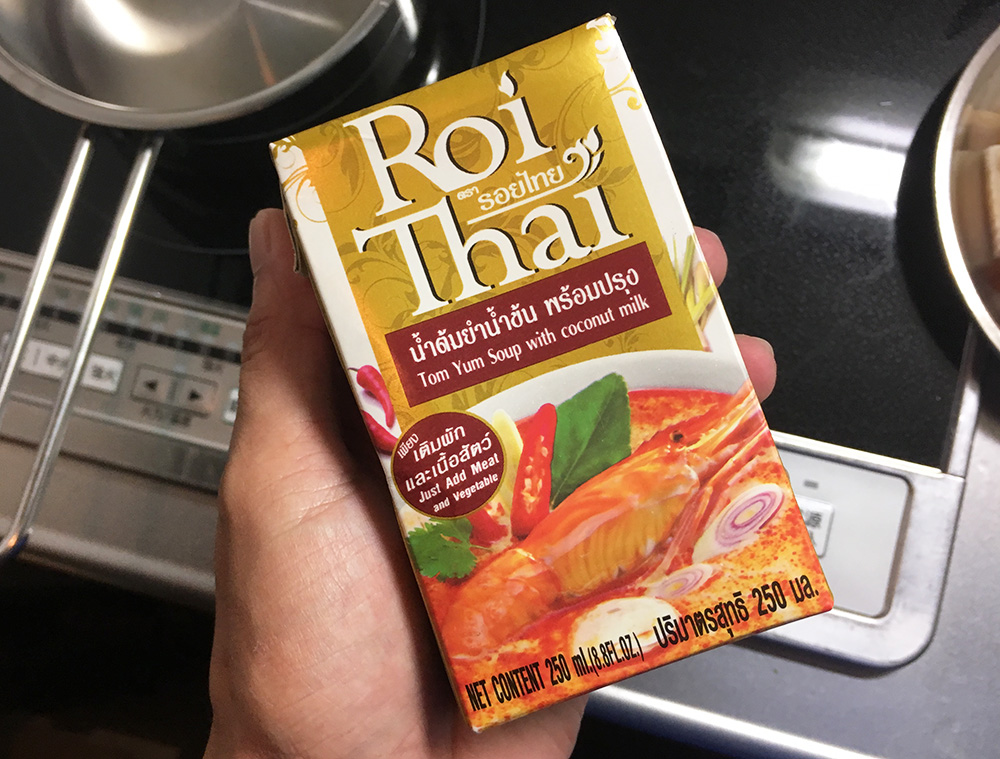 Roi
ตรา รอยไทย
Thai
น้ำต้มยำน้ำข้น พร้อมปรุง
Tom Yum Soup with coconut milk
เพียง
เติมผัก
และเนื้อสัตว์
Just Add Meat
and Vegetable
NET CONTENT 250 ml.(8.8FL.OZ.) ปริมาตรสุทธิ 250 มล.